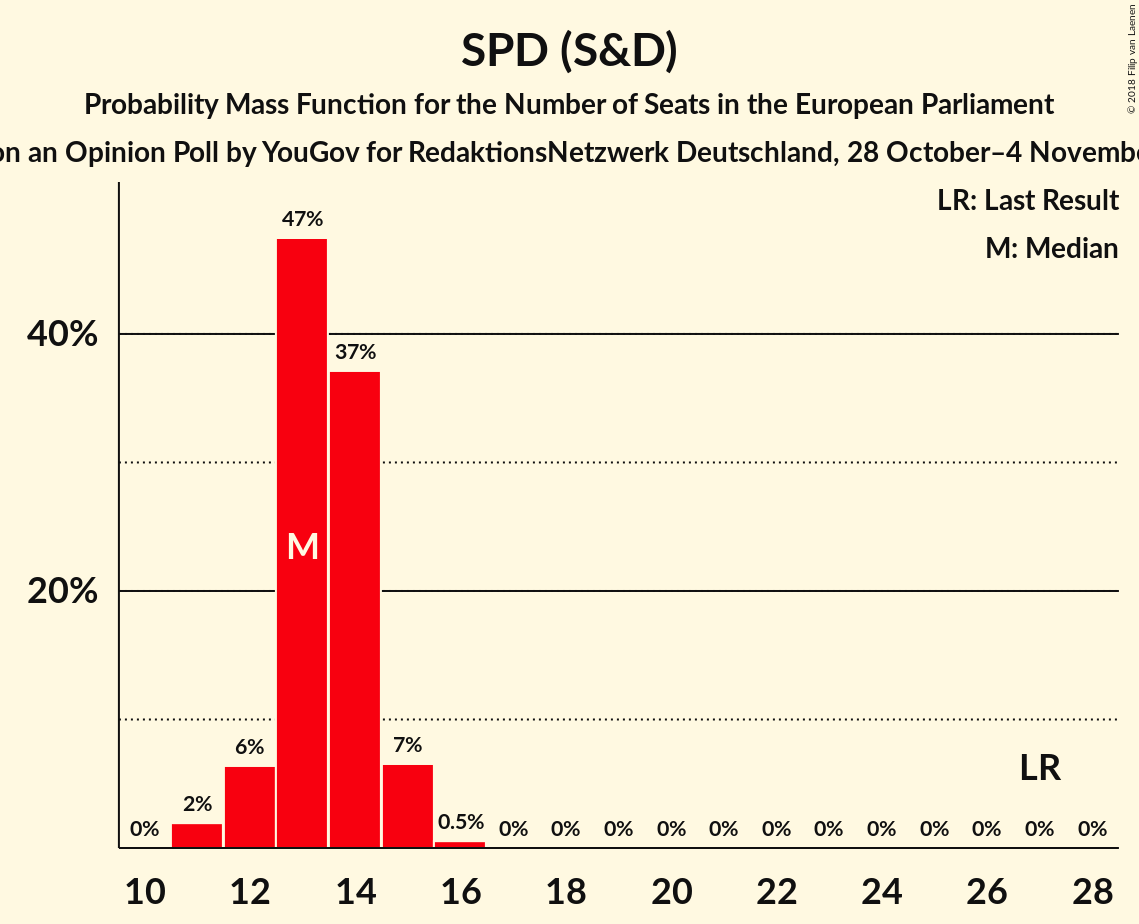 SPD (S&D)
Probability Mass Function for the Number of Seats in the European Parliament
on an Opinion Poll by YouGov for RedaktionsNetzwerk Deutschland, 28 October–4 Novemb
© 2018 Filip van Laenen
LR: Last Result
M: Median
47%
40%
37%
M
20%
LR
6%
7%
2%
0.5%
0% 0% 0% 0% 0% 0% 0% 0% 0% 0% 0% 0% 0%
10 12 14 16 18 20 22 24 26 28